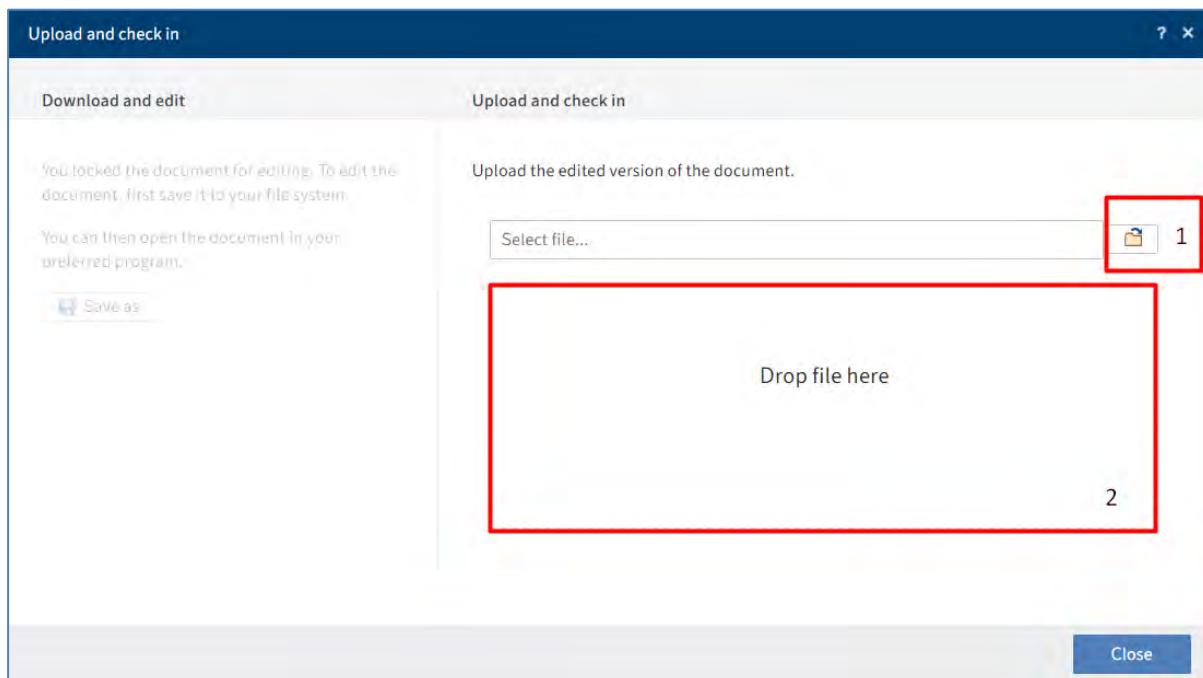 Upload and check in
? ×
Download and edit
Upload and check in
You locked the document for editing. To edit the
document, first save it to your file system.
You can then open the document in your
preferred program.
Save as
Upload the edited version of the document.
Select file...
1
Drop file here
2
Close